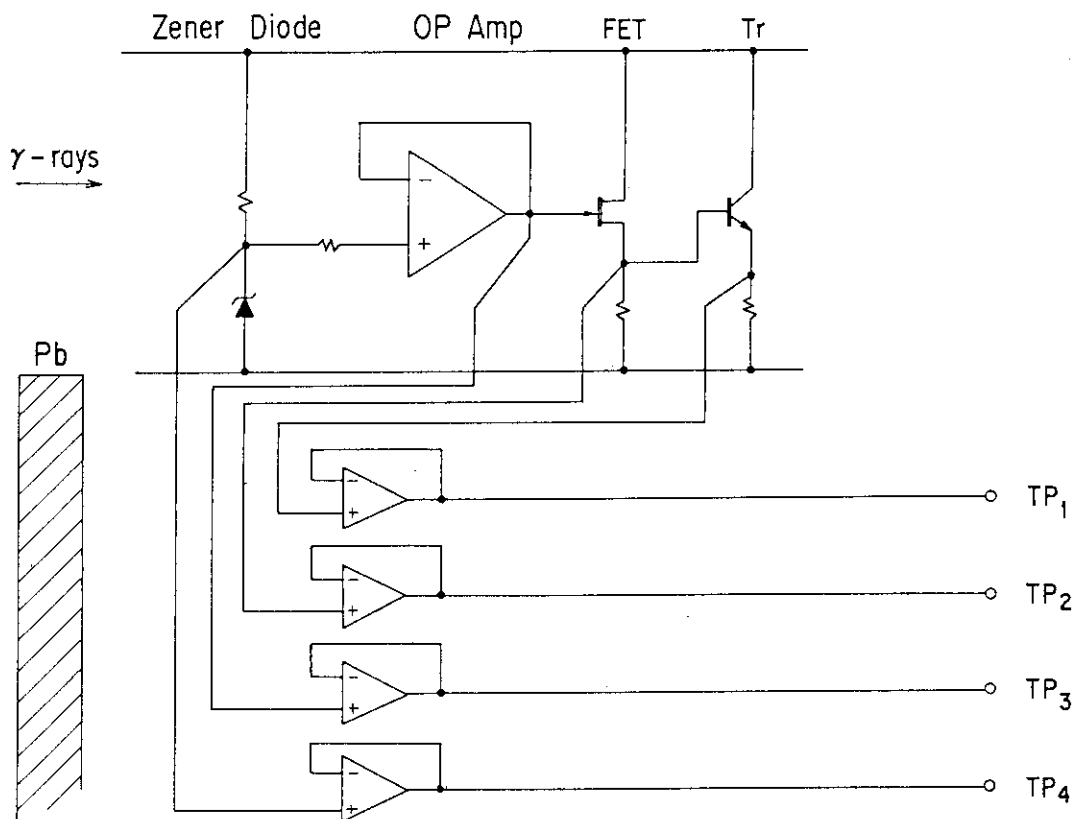 Zener Diode OP Amp FET Tr
γ-rays
−
+
Pb
−
+
TP₁
−
+
TP₂
−
+
TP₃
−
+
TP₄